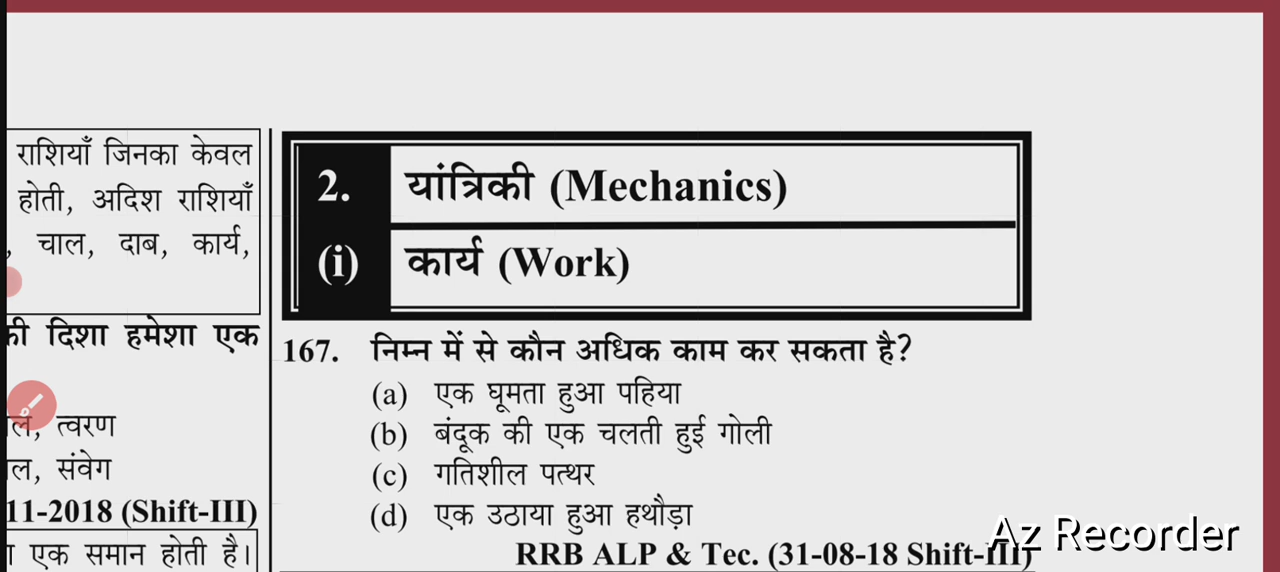 राशियाँ जिनका केवल
होती, अदिश राशियाँ
, चाल, दाब, कार्य,
की दिशा हमेशा एक
ल, त्वरण
ल, संवेग
11-2018 (Shift-III)
एक समान होती है।
2. यांत्रिकी (Mechanics)
(i) कार्य (Work)
167. निम्न में से कौन अधिक काम कर सकता है?
(a) एक घूमता हुआ पहिया
(b) बंदूक की एक चलती हुई गोली
(c) गतिशील पत्थर
(d) एक उठाया हुआ हथौड़ा
RRB ALP & Tec. (31-08-18 Shift-III)
Az Recorder